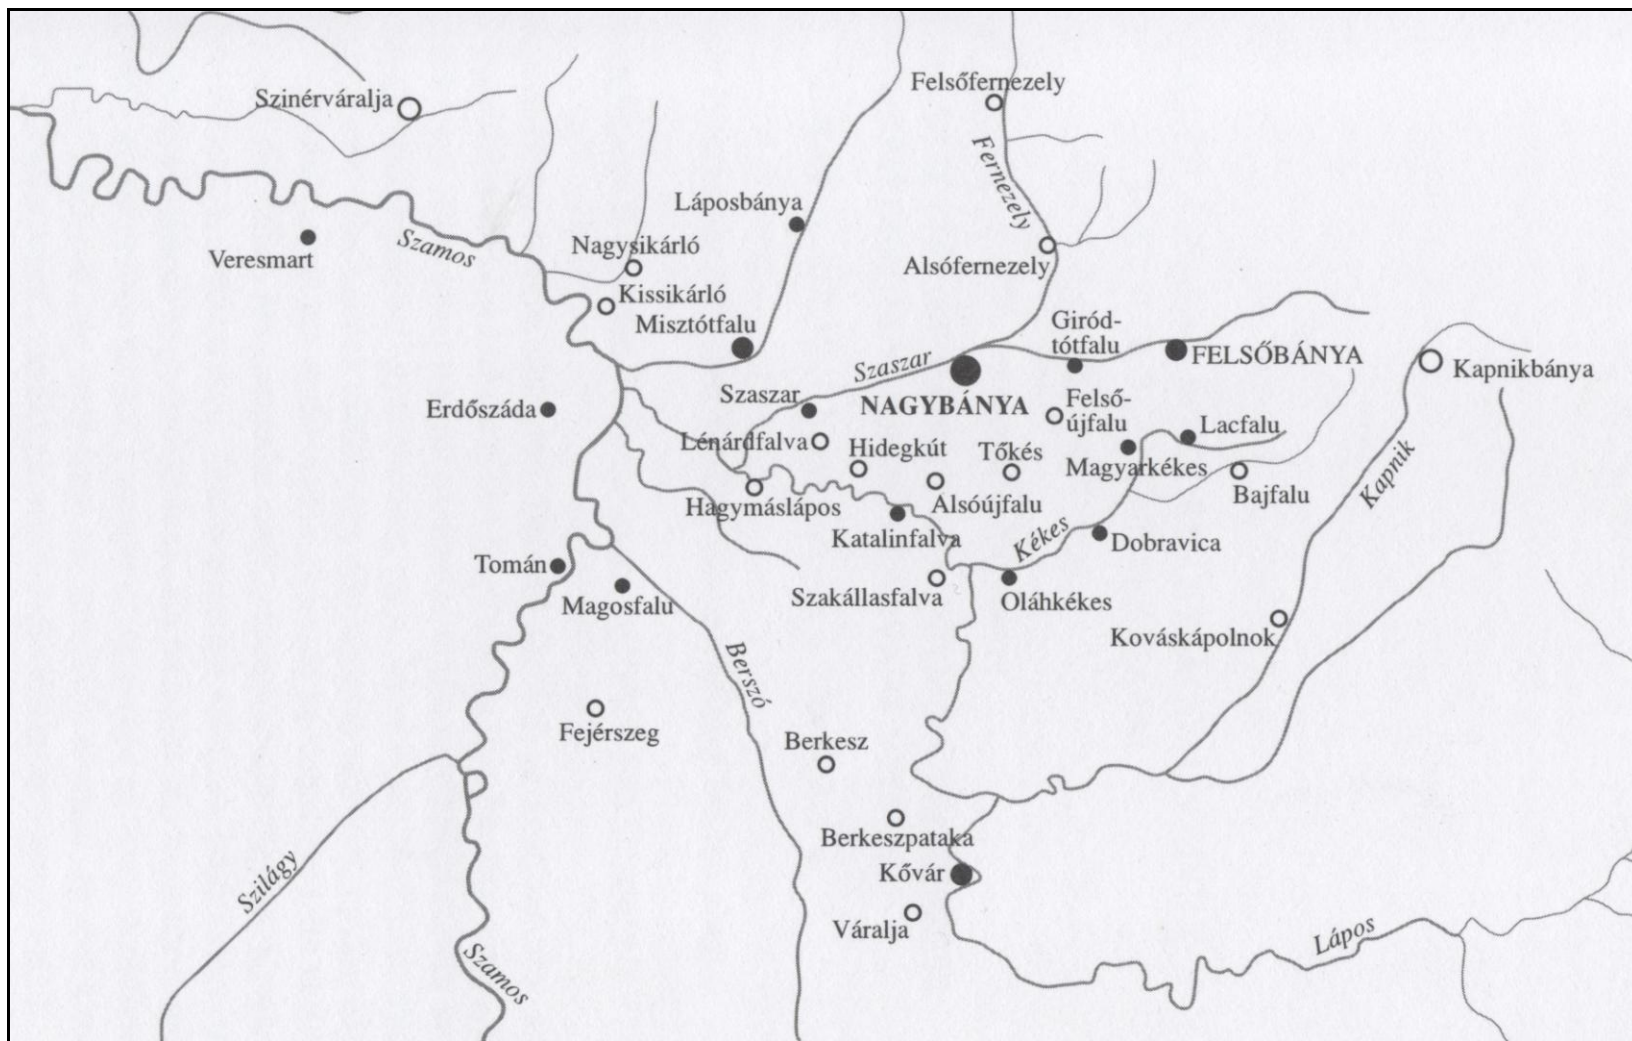 Felsőfernezely
Szinérváralja
Fernezely
Láposbánya
Szamos
Nagysikárló
Veresmart
Alsófernezely
Kissikárló
Misztótfalu
Giród-
tótfalu
FELSŐBÁNYA
Szaszar
Kapnikbánya
Szaszar
NAGYBÁNYA
Felső-
újfalu
Erdőszáda
Lacfalu
Lénárdfalva
Hidegkút
Tőkés
Magyarkékes
Kapnik
Bajfalu
Hagymáslápos
Alsóújfalu
Katalinfalva
Kékes
Dobravica
Tomán
Magosfalu
Szakállasfalva
Oláhkékes
Kováskápolnok
Berszó
Fejérszeg
Berkesz
Berkeszpataka
Kővár
Szilágy
Váralja
Lápos
Szamos